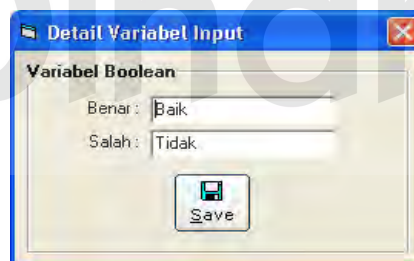 Detail Variabel Input
Variabel Boolean
Benar : Baik
Salah : Tidak
Save